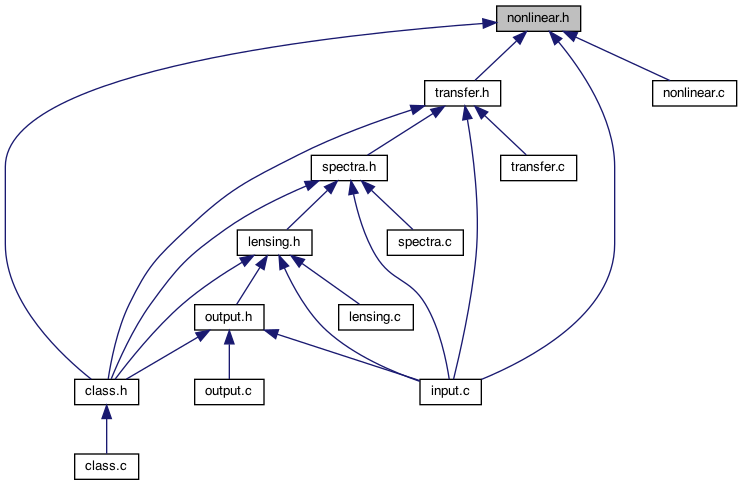 nonlinear.h
transfer.h
nonlinear.c
spectra.h
transfer.c
lensing.h
spectra.c
output.h
lensing.c
class.h
output.c
input.c
class.c